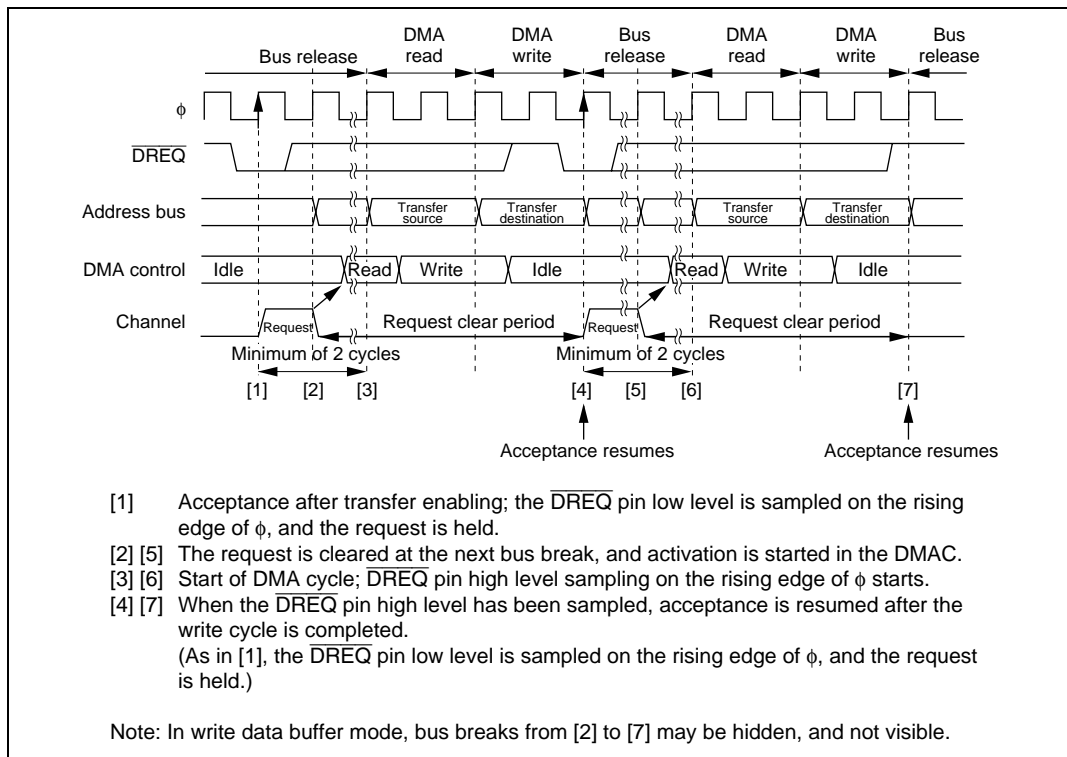 DMA DMA Bus DMA DMA Bus
Bus release read write release read write release
φ
DREQ
Address bus Transfer source Transfer destination Transfer source Transfer destination
DMA control Idle Read Write Idle Read Write Idle
Channel Request Request clear period Request Request clear period
Minimum of 2 cycles Minimum of 2 cycles
[1] [2] [3] [4] [5] [6] [7]
Acceptance resumes Acceptance resumes
[1] Acceptance after transfer enabling; the DREQ pin low level is sampled on the rising
edge of φ, and the request is held.
[2] [5] The request is cleared at the next bus break, and activation is started in the DMAC.
[3] [6] Start of DMA cycle; DREQ pin high level sampling on the rising edge of φ starts.
[4] [7] When the DREQ pin high level has been sampled, acceptance is resumed after the
write cycle is completed.
(As in [1], the DREQ pin low level is sampled on the rising edge of φ, and the request
is held.)
Note: In write data buffer mode, bus breaks from [2] to [7] may be hidden, and not visible.